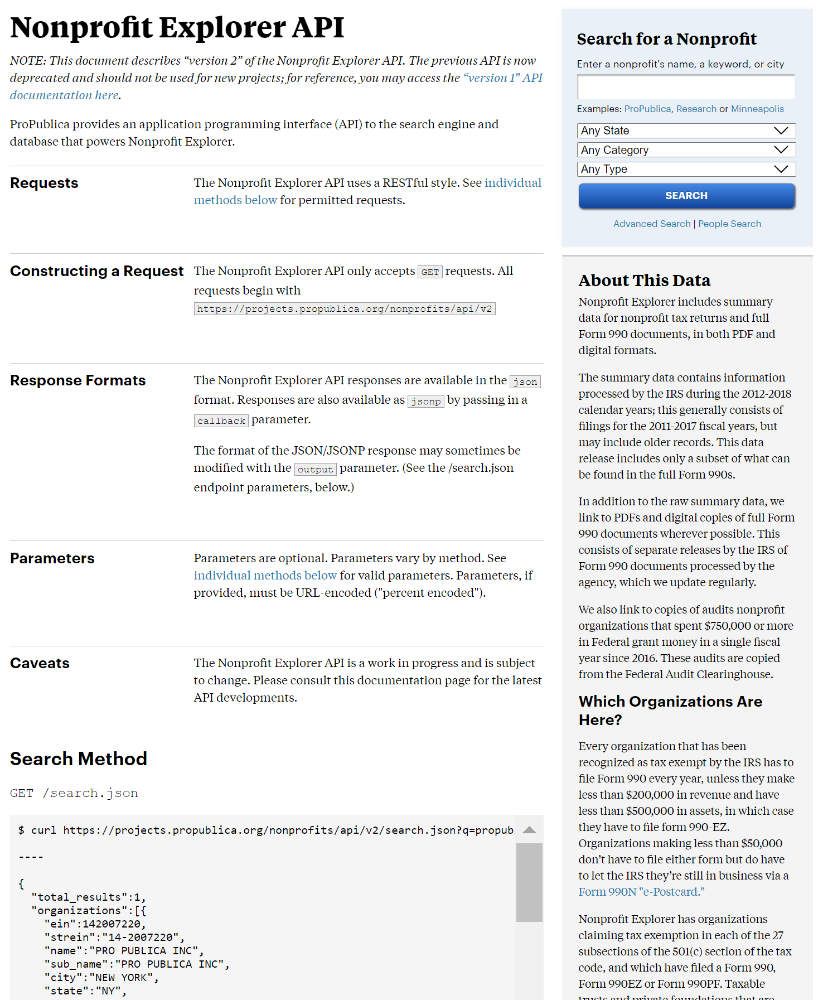 Nonprofit Explorer API
NOTE: This document describes “version 2” of the Nonprofit Explorer API. The previous API is now
deprecated and should not be used for new projects; for reference, you may access the “version 1” API
documentation here.
ProPublica provides an application programming interface (API) to the search engine and
database that powers Nonprofit Explorer.
Requests
The Nonprofit Explorer API uses a RESTful style. See individual
methods below for permitted requests.
Constructing a Request
The Nonprofit Explorer API only accepts GET requests. All
requests begin with
https://projects.propublica.org/nonprofits/api/v2
Response Formats
The Nonprofit Explorer API responses are available in the json
format. Responses are also available as jsonp by passing in a
callback parameter.
The format of the JSON/JSONP response may sometimes be
modified with the output parameter. (See the /search.json
endpoint parameters, below.)
Parameters
Parameters are optional. Parameters vary by method. See
individual methods below for valid parameters. Parameters, if
provided, must be URL-encoded ("percent encoded").
Caveats
The Nonprofit Explorer API is a work in progress and is subject
to change. Please consult this documentation page for the latest
API developments.
Search Method
GET /search.json
$ curl https://projects.propublica.org/nonprofits/api/v2/search.json?q=propub
----
{
"total_results":1,
"organizations":[{
"ein":142007220,
"strein":"14-2007220",
"name":"PRO PUBLICA INC",
"sub_name":"PRO PUBLICA INC",
"city":"NEW YORK",
"state":"NY",
Search for a Nonprofit
Enter a nonprofit's name, a keyword, or city
Examples: ProPublica, Research or Minneapolis
Any State
Any Category
Any Type
SEARCH
Advanced Search | People Search
About This Data
Nonprofit Explorer includes summary
data for nonprofit tax returns and full
Form 990 documents, in both PDF and
digital formats.
The summary data contains information
processed by the IRS during the 2012-2018
calendar years; this generally consists of
filings for the 2011-2017 fiscal years, but
may include older records. This data
release includes only a subset of what can
be found in the full Form 990s.
In addition to the raw summary data, we
link to PDFs and digital copies of full Form
990 documents wherever possible. This
consists of separate releases by the IRS of
Form 990 documents processed by the
agency, which we update regularly.
We also link to copies of audits nonprofit
organizations that spent $750,000 or more
in Federal grant money in a single fiscal
year since 2016. These audits are copied
from the Federal Audit Clearinghouse.
Which Organizations Are
Here?
Every organization that has been
recognized as tax exempt by the IRS has to
file Form 990 every year, unless they make
less than $200,000 in revenue and have
less than $500,000 in assets, in which case
they have to file form 990-EZ.
Organizations making less than $50,000
don’t have to file either form but do have
to let the IRS they’re still in business via a
Form 990N "e-Postcard."
Nonprofit Explorer has organizations
claiming tax exemption in each of the 27
subsections of the 501(c) section of the tax
code, and which have filed a Form 990,
Form 990EZ or Form 990PF. Taxable
trusts and private foundations that are